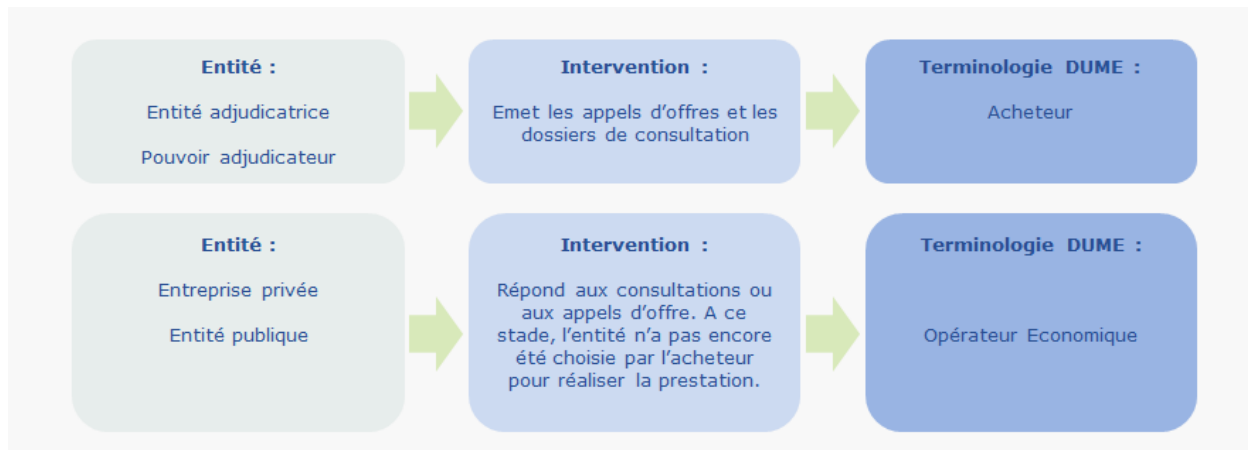 Entité :
Entité adjudicatrice
Pouvoir adjudicateur
Intervention :
Emet les appels d'offres et les
dossiers de consultation
Terminologie DUME :
Acheteur
Entité :
Entreprise privée
Entité publique
Intervention :
Répond aux consultations ou
aux appels d'offre. A ce
stade, l'entité n'a pas encore
été choisie par l'acheteur
pour réaliser la prestation.
Terminologie DUME :
Opérateur Economique